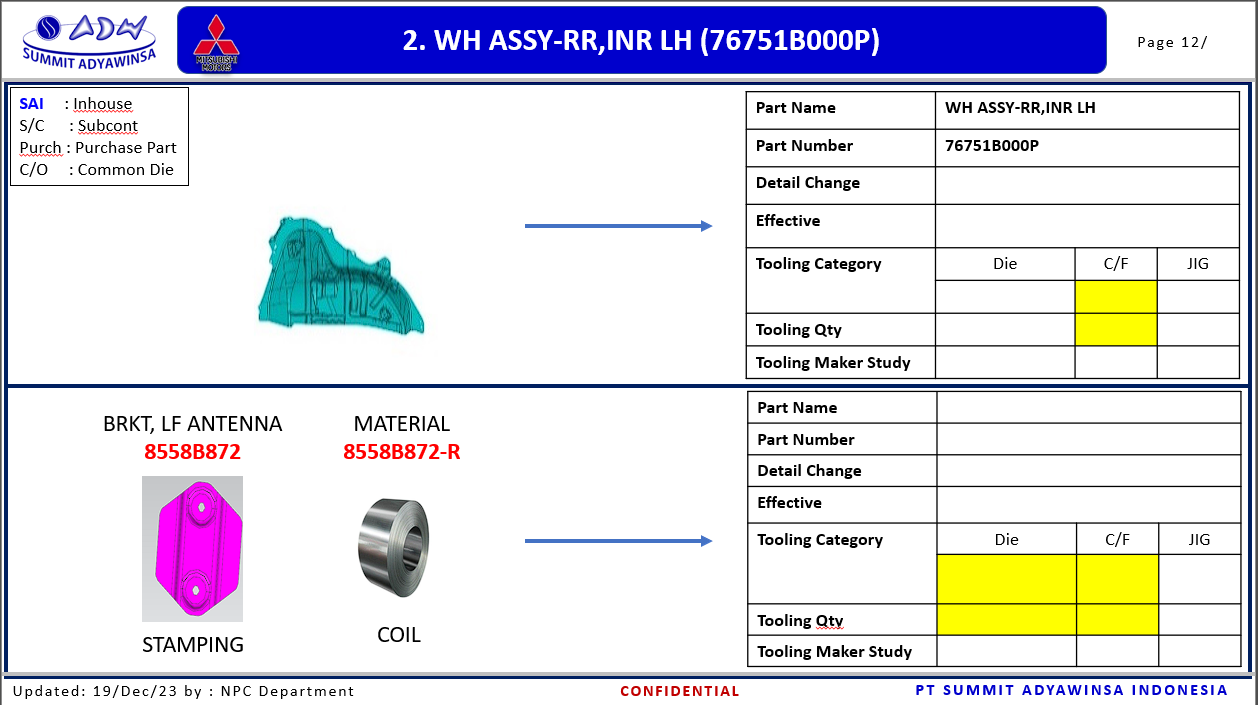 ADW
SUMMIT ADYAWINSA
MITSUBISHI
MOTORS
2. WH ASSY-RR,INR LH (76751B000P)
Page 12/
SAI : Inhouse
S/C : Subcont
Purch : Purchase Part
C/O : Common Die
Part Name WH ASSY-RR,INR LH
Part Number 76751B000P
Detail Change
Effective
Tooling Category Die C/F JIG
Tooling Qty
Tooling Maker Study
BRKT, LF ANTENNA
8558B872
STAMPING
MATERIAL
8558B872-R
COIL
Part Name
Part Number
Detail Change
Effective
Tooling Category Die C/F JIG
Tooling Qty
Tooling Maker Study
Updated: 19/Dec/23 by : NPC Department
CONFIDENTIAL
PT SUMMIT ADYAWINSA INDONESIA